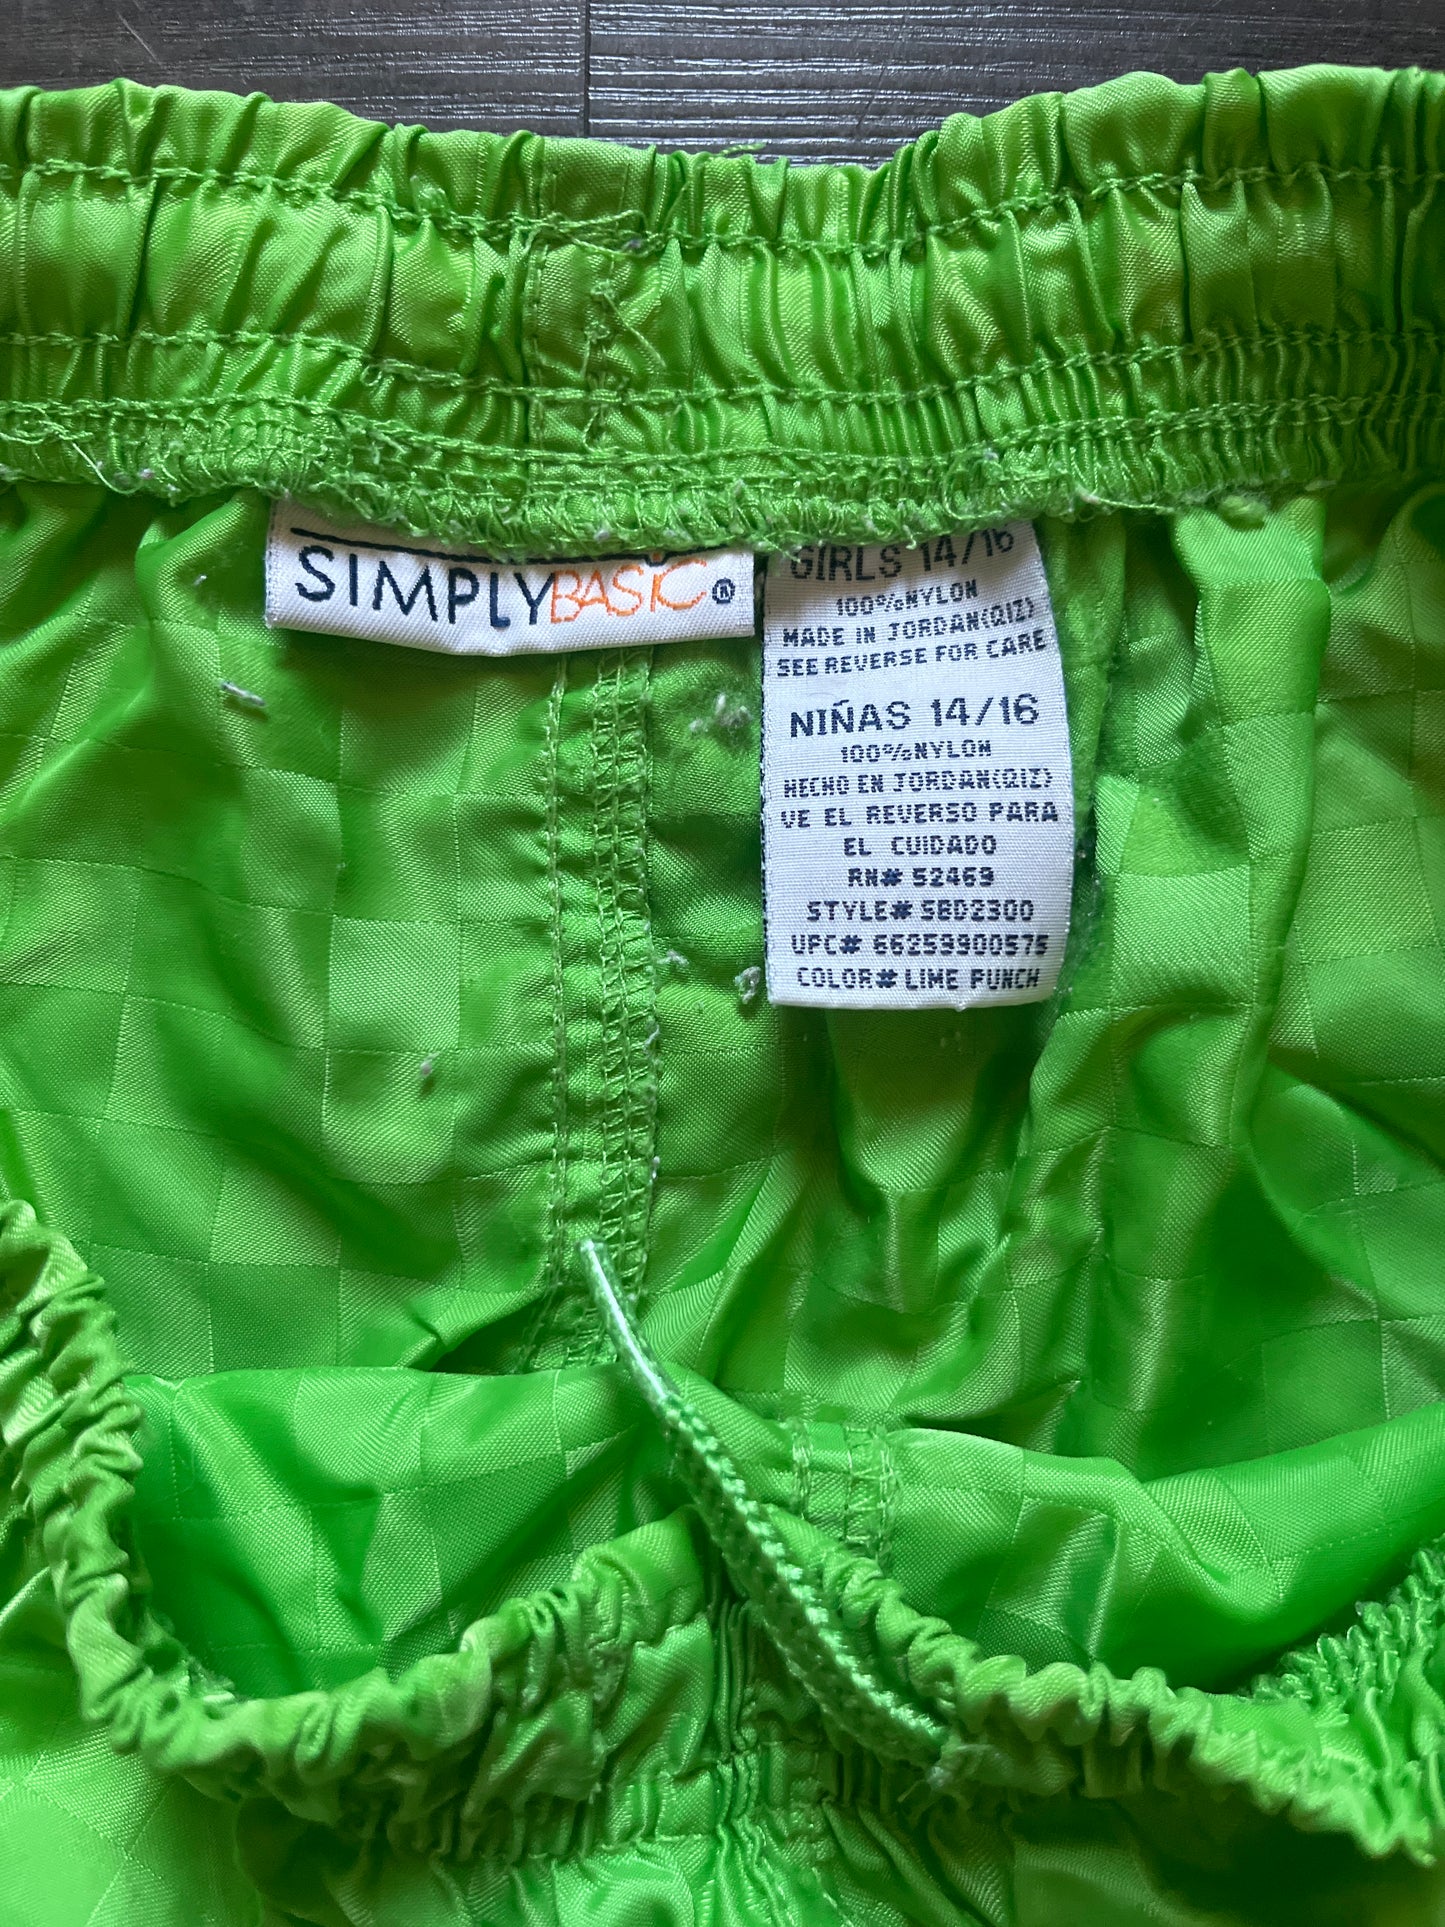 SIMPLYBASIC®
GIRLS 14/16
100%NYLON
MADE IN JORDAN(QIZ)
SEE REVERSE FOR CARE
NIÑAS 14/16
100%NYLON
HECHO EN JORDAN(QIZ)
VE EL REVERSO PARA
EL CUIDADO
RN# 52469
STYLE# SBD2300
UPC# 66259900575
COLOR# LIME PUNCH